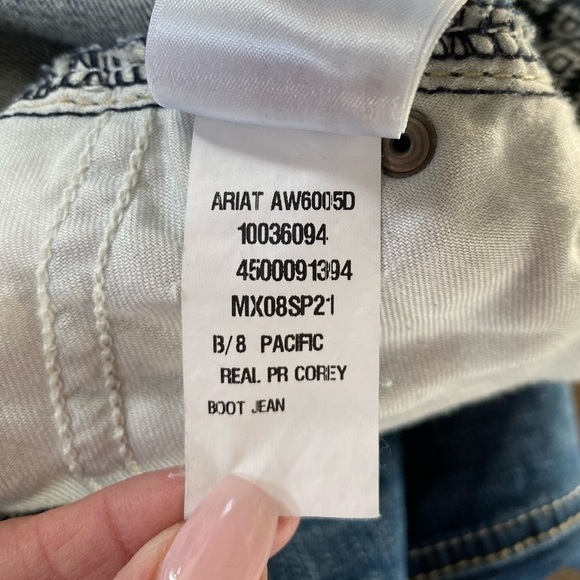 ARIAT AW6005D
10036094
4500091394
MX08SP21
B/8 PACIFIC
REAL PR COREY
BOOT JEAN